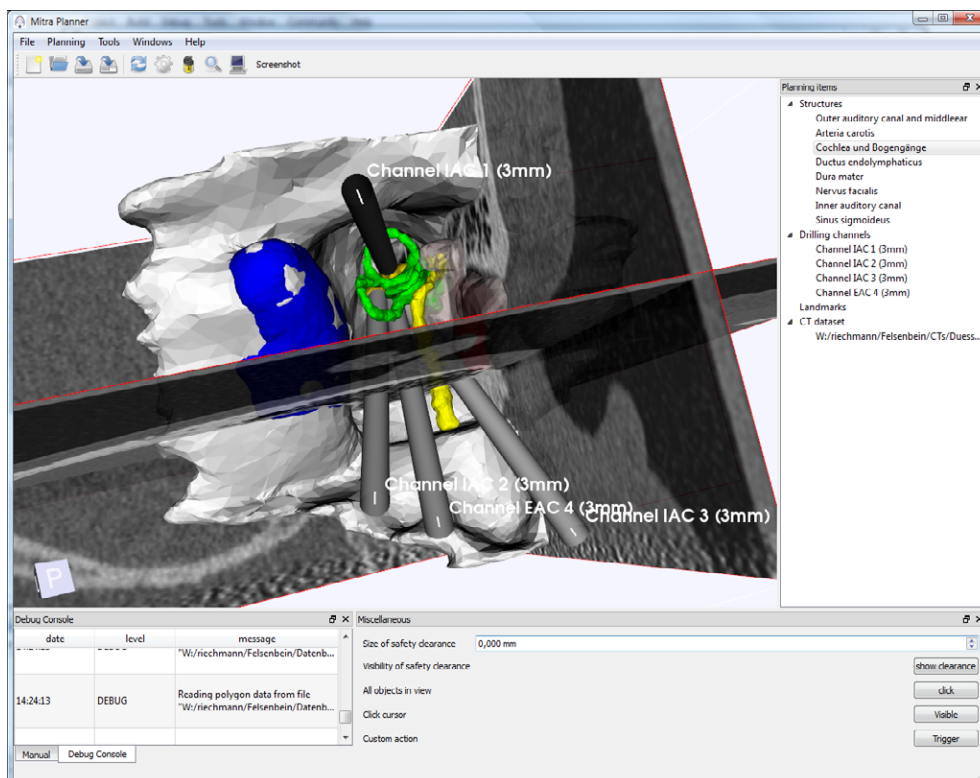 Mitra Planner
File Planning Tools Windows Help
Screenshot
Channel IAC 1 (3mm)
Channel IAC 2 (3mm)
Channel EAC 4 (3mm)
Channel IAC 3 (3mm)
P
Planning items
Structures
Outer auditory canal and middleear
Arteria carotis
Cochlea und Bogengänge
Ductus endolymphaticus
Dura mater
Nervus facialis
Inner auditory canal
Sinus sigmoideus
Drilling channels
Channel IAC 1 (3mm)
Channel IAC 2 (3mm)
Channel IAC 3 (3mm)
Channel EAC 4 (3mm)
Landmarks
CT dataset
W:/riechmann/Felsenbein/CTs/Duess...
Debug Console
date level message
"W:/riechmann/Felsenbein/Datenb...
14:24:13 DEBUG Reading polygon data from file
"W:/riechmann/Felsenbein/Datenb...
Manual Debug Console
Miscellaneous
Size of safety clearance 0,000 mm
Visibility of safety clearance show clearance
All objects in view click
Click cursor Visible
Custom action Trigger